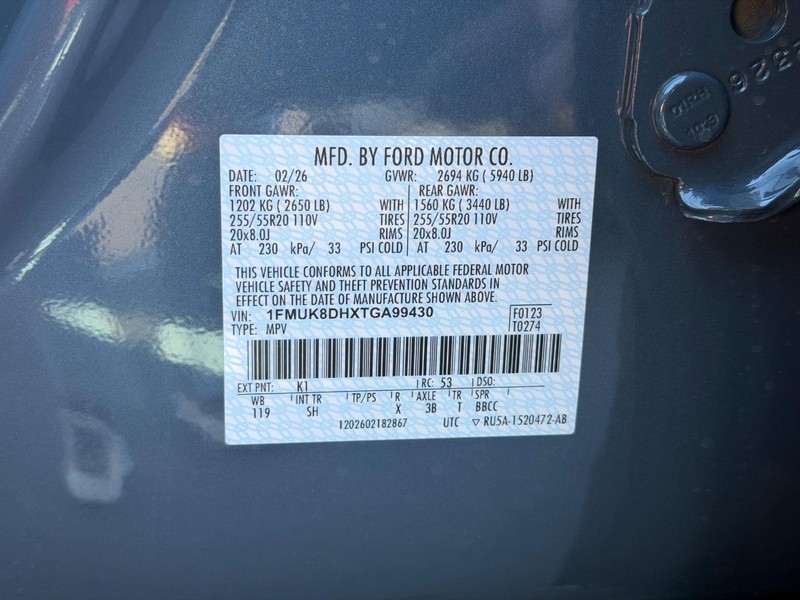 MFD. BY FORD MOTOR CO.
DATE: 02/26 GVWR: 2694 KG ( 5940 LB)
FRONT GAWR: REAR GAWR:
1202 KG ( 2650 LB) WITH 1560 KG ( 3440 LB) WITH
255/55R20 110V TIRES 255/55R20 110V TIRES
20x8.0J RIMS 20x8.0J RIMS
AT 230 kPa/ 33 PSI COLD AT 230 kPa/ 33 PSI COLD
THIS VEHICLE CONFORMS TO ALL APPLICABLE FEDERAL MOTOR
VEHICLE SAFETY AND THEFT PREVENTION STANDARDS IN
EFFECT ON THE DATE OF MANUFACTURE SHOWN ABOVE.
VIN: 1FMUK8DHXTGA99430 F0123
TYPE: MPV T0274
EXT PNT: K1 RC: 53 DSO:
WB INT TR TP/PS R AXLE TR SPR
119 SH X 3B T BBCC
1202602182867 UTC ▽ RU5A-1520472-AB